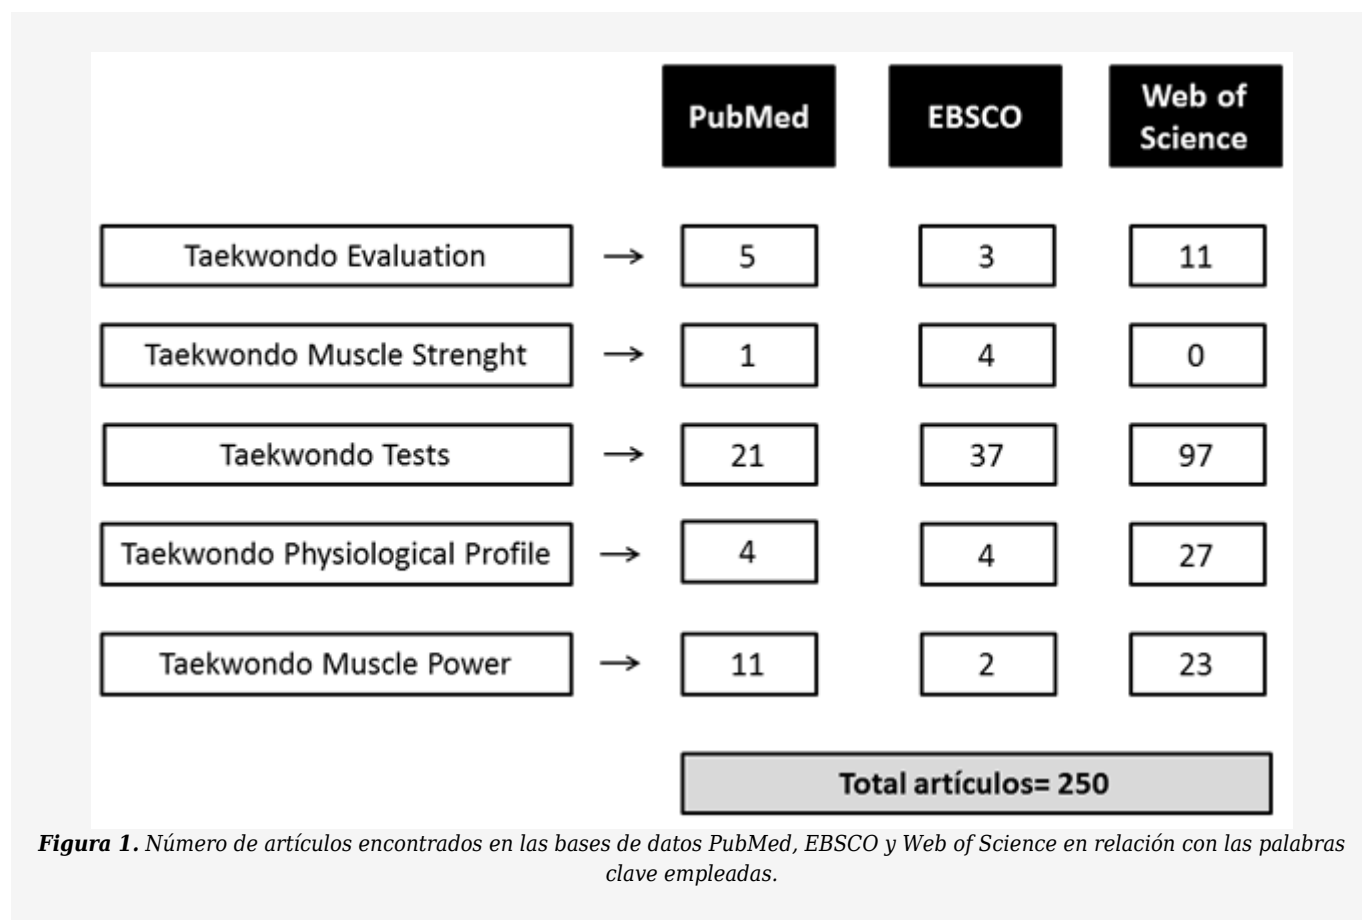 PubMed EBSCO Web of Science
Taekwondo Evaluation → 5 3 11
Taekwondo Muscle Strenght → 1 4 0
Taekwondo Tests → 21 37 97
Taekwondo Physiological Profile → 4 4 27
Taekwondo Muscle Power → 11 2 23
Total artículos= 250
Figura 1. Número de artículos encontrados en las bases de datos PubMed, EBSCO y Web of Science en relación con las palabras
clave empleadas.